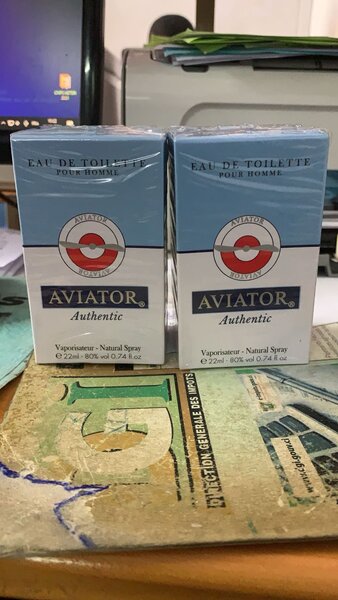 EAU DE TOILETTE
POUR HOMME
AVIATOR
AVIATOR
AVIATOR®
Authentic
Vaporisateur - Natural Spray
℮ 22ml - 80% vol 0.74 fl.oz
EAU DE TOILETTE
POUR HOMME
AVIATOR
AVIATOR
AVIATOR®
Authentic
Vaporisateur - Natural Spray
℮ 22ml - 80% vol 0.74 fl.oz
DIRECTION GENERALE DES IMPOTS